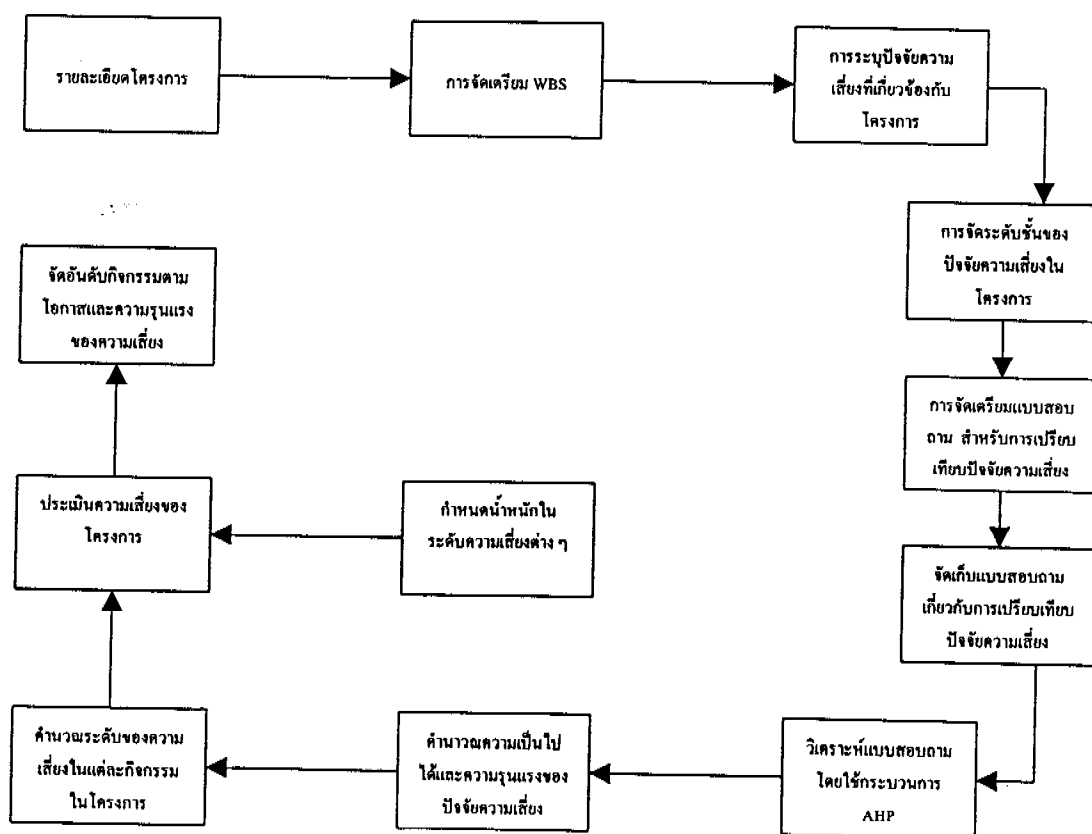 รายละเอียดโครงการ
การจัดเตรียม WBS
การระบุปัจจัยความ
เสี่ยงที่เกี่ยวข้องกับ
โครงการ
การจัดระดับชั้นของ
ปัจจัยความเสี่ยงใน
โครงการ
การจัดเตรียมแบบสอบ
ถาม สำหรับการเปรียบ
เทียบปัจจัยความเสี่ยง
จัดเก็บแบบสอบถาม
เกี่ยวกับการเปรียบเทียบ
ปัจจัยความเสี่ยง
วิเคราะห์แบบสอบถาม
โดยใช้กระบวนการ
AHP
คำนาวณความเป็นไป
ได้และความรุนแรงของ
ปัจจัยความเสี่ยง
คำนวณระดับของความ
เสี่ยงในแต่ละกิจกรรม
ในโครงการ
ประเมินความเสี่ยงของ
โครงการ
กำหนดน้ำหนักใน
ระดับความเสี่ยงต่าง ๆ
จัดอันดับกิจกรรมตาม
โอกาสและความรุนแรง
ของความเสี่ยง